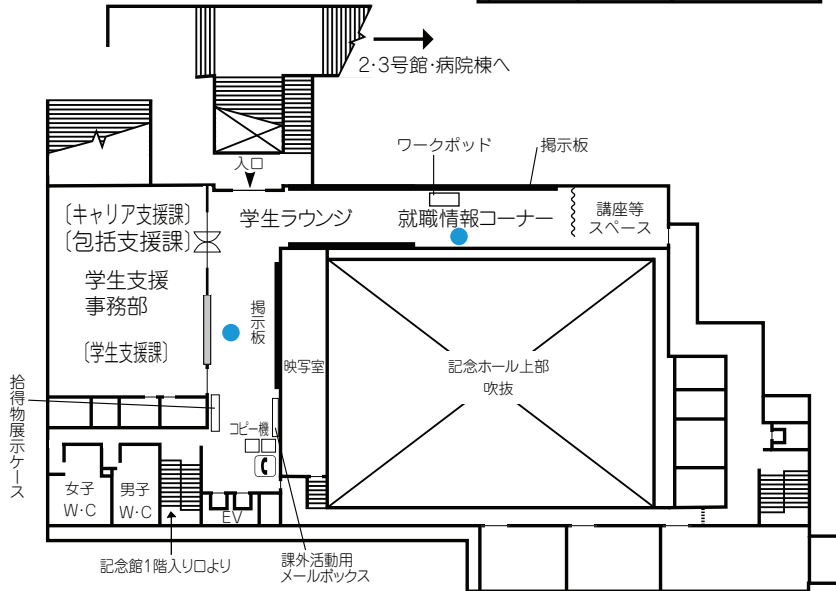 2・3号館・病院棟へ
ワークポッド
掲示板
入口
〔キャリア支援課〕
〔包括支援課〕
学生支援
事務部
〔学生支援課〕
学生ラウンジ
就職情報コーナー
講座等
スペース
掲示板
映写室
記念ホール上部
吹抜
拾得物展示ケース
コピー機
女子
W・C
男子
W・C
EV
記念館1階入り口より
課外活動用
メールボックス